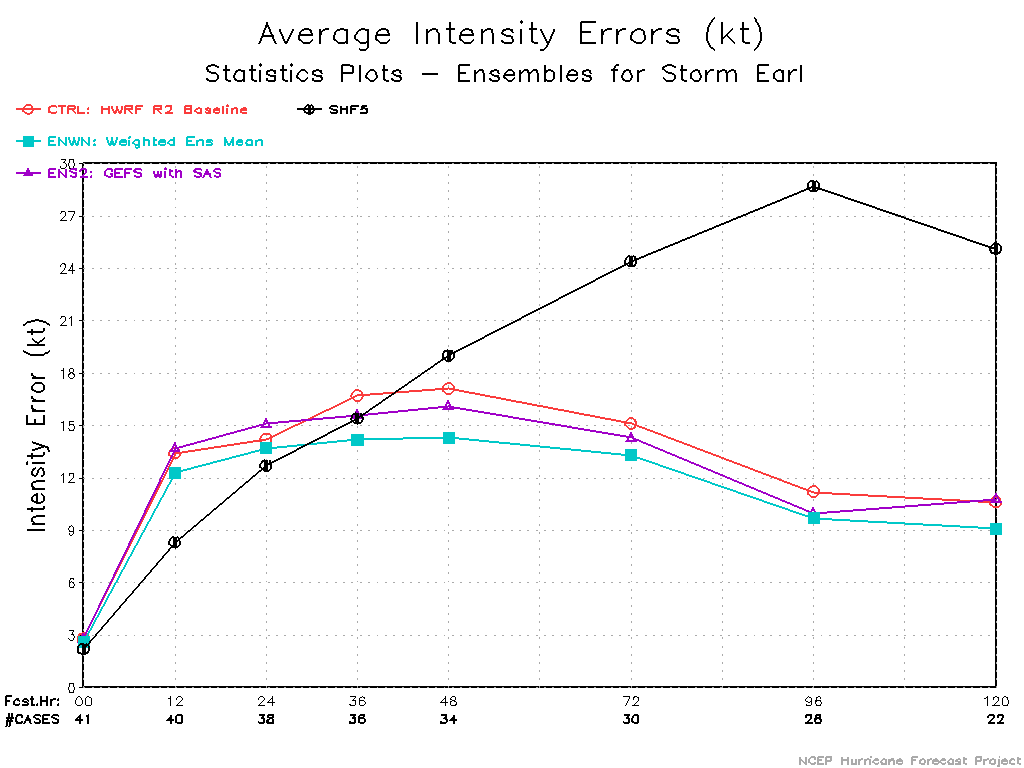 Average Intensity Errors (kt)
Statistics Plots – Ensembles for Storm Earl
CTRL: HWRF R2 Baseline SHF5
ENWN: Weighted Ens Mean
ENS2: GEFS with SAS
30
27
24
21
18
15
12
9
6
3
0
Intensity Error (kt)
Fcst.Hr: 00 12 24 36 48 72 96 120
#CASES 41 40 38 36 34 30 26 22
NCEP Hurricane Forecast Project